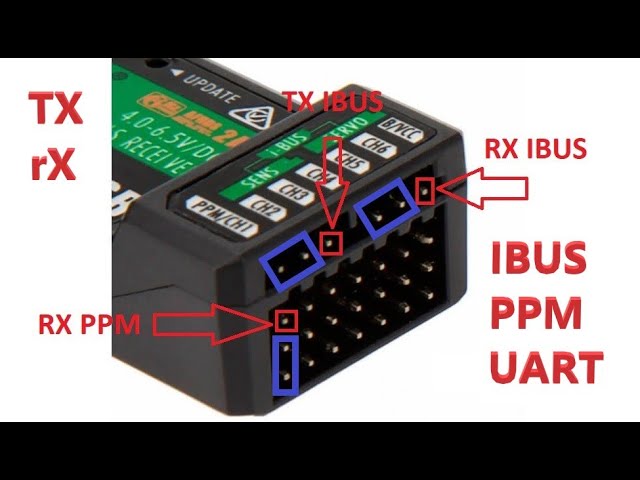 TX
rX
TX IBUS
RX IBUS
RX PPM
IBUS
PPM
UART
UPDATE
4.0-6.5V/DC
RECEIVE
i-BUS
SENS
SERVO
PPM/CH1
CH2
CH3
CH5
CH6
B/VCC